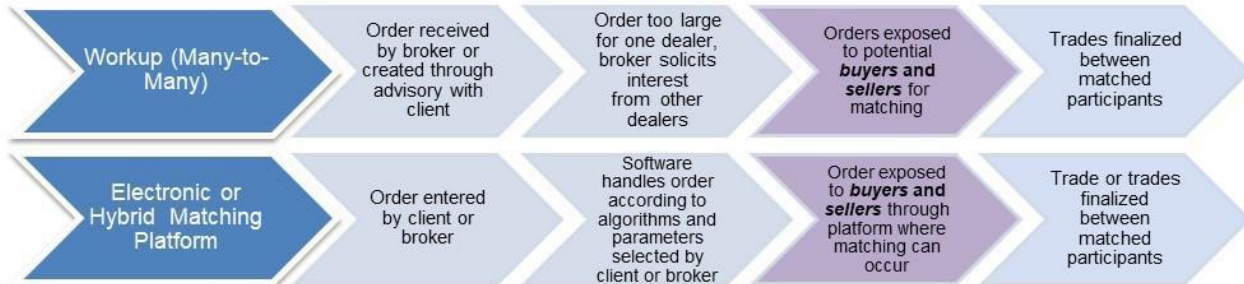 Workup (Many-to-
Many)
Order received
by broker or
created through
advisory with
client
Order too large
for one dealer,
broker solicits
interest
from other
dealers
Orders exposed
to potential
buyers and
sellers for
matching
Trades finalized
between
matched
participants
Electronic or
Hybrid Matching
Platform
Order entered
by client or
broker
Software
handles order
according to
algorithms and
parameters
selected by
client or broker
Order exposed
to buyers and
sellers through
platform where
matching can
occur
Trade or trades
finalized
between
matched
participants